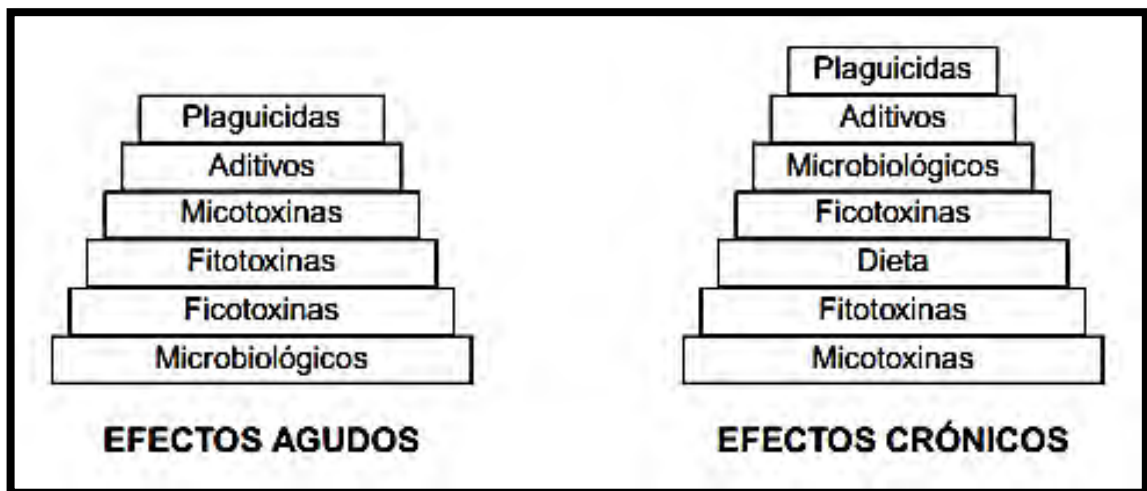 Plaguicidas
Aditivos
Micotoxinas
Fitotoxinas
Ficotoxinas
Microbiológicos
EFECTOS AGUDOS
Plaguicidas
Aditivos
Microbiológicos
Ficotoxinas
Dieta
Fitotoxinas
Micotoxinas
EFECTOS CRÓNICOS